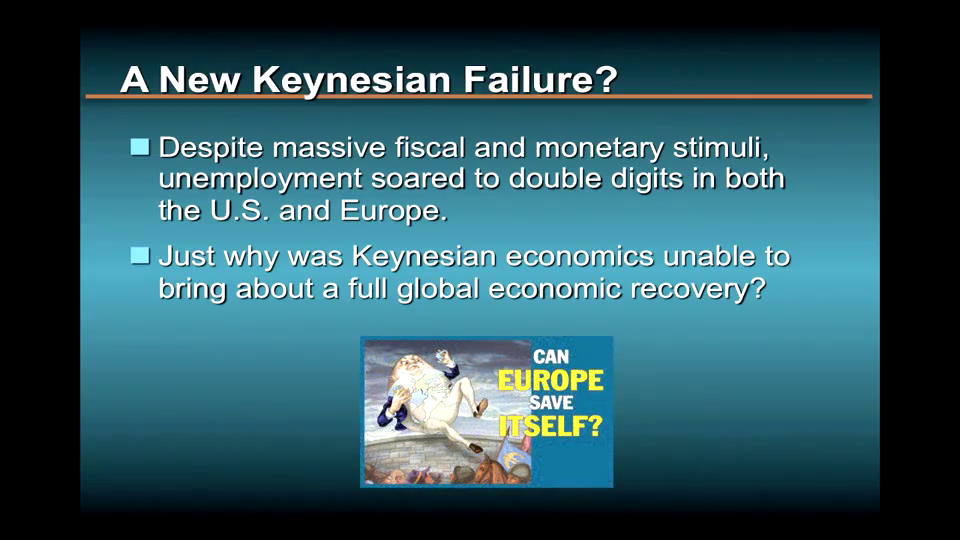 A New Keynesian Failure?
Despite massive fiscal and monetary stimuli,
unemployment soared to double digits in both
the U.S. and Europe.
Just why was Keynesian economics unable to
bring about a full global economic recovery?
CAN
EUROPE
SAVE
ITSELF?